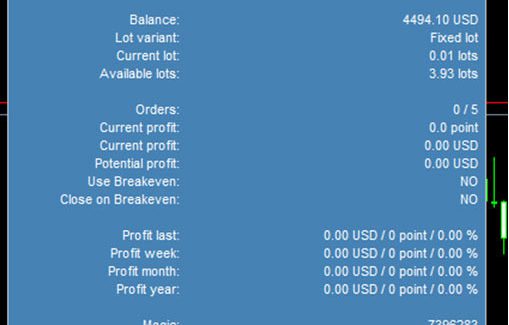 Balance: 4494.10 USD
Lot variant: Fixed lot
Current lot: 0.01 lots
Available lots: 3.93 lots
Orders: 0 / 5
Current profit: 0.0 point
Current profit: 0.00 USD
Potential profit: 0.00 USD
Use Breakeven: NO
Close on Breakeven: NO
Profit last: 0.00 USD / 0 point / 0.00 %
Profit week: 0.00 USD / 0 point / 0.00 %
Profit month: 0.00 USD / 0 point / 0.00 %
Profit year: 0.00 USD / 0 point / 0.00 %
Magic: